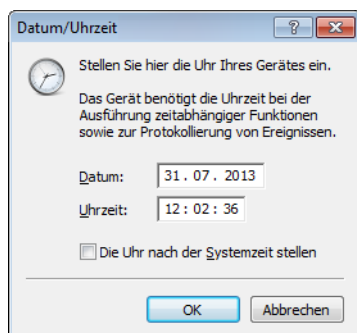 Datum/Uhrzeit
Stellen Sie hier die Uhr Ihres Gerätes ein.
Das Gerät benötigt die Uhrzeit bei der
Ausführung zeitabhängiger Funktionen
sowie zur Protokollierung von Ereignissen.
Datum: 31. 07. 2013
Uhrzeit: 12 : 02 : 36
Die Uhr nach der Systemzeit stellen
OK Abbrechen